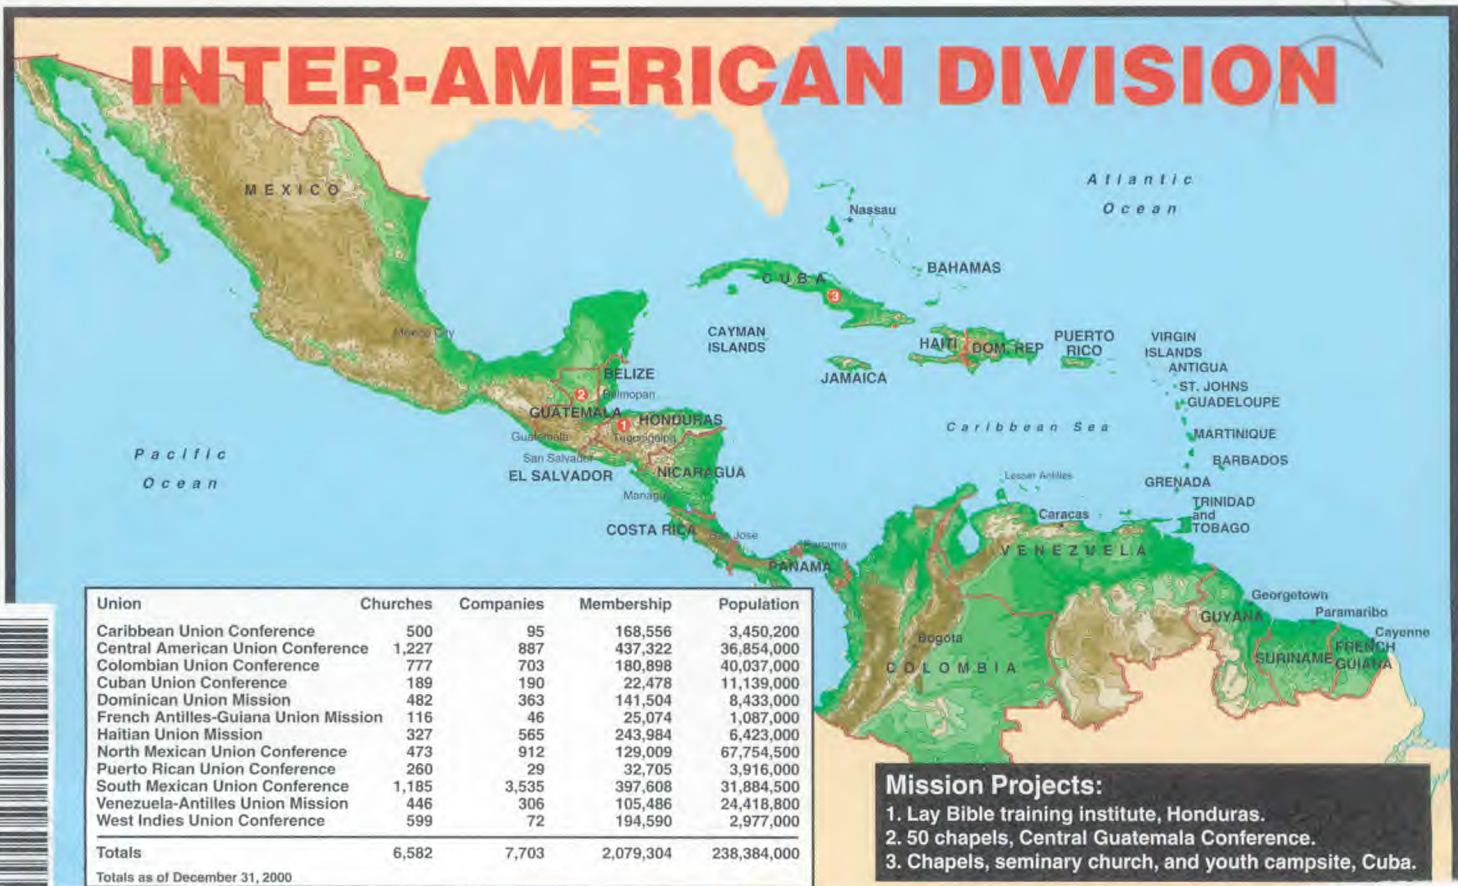 INTER-AMERICAN DIVISION
MEXICO
Atlantic
Ocean
Nassau
BAHAMAS
CUBA
3
Mexico City
CAYMAN
ISLANDS
HAITI
DOM. REP
PUERTO
RICO
VIRGIN
ISLANDS
ANTIGUA
JAMAICA
ST. JOHNS
GUADELOUPE
BELIZE
Belmopan
2
GUATEMALA
1
HONDURAS
Guatemala
Tegucigalpa
Caribbean Sea
MARTINIQUE
BARBADOS
Pacific
Ocean
San Salvador
EL SALVADOR
NICARAGUA
Managua
Lesser Antilles
GRENADA
TRINIDAD
and
TOBAGO
Caracas
COSTA RICA
San Jose
Panama
PANAMA
VENEZUELA
Georgetown
GUYANA
Paramaribo
Cayenne
SURINAME
FRENCH
GUIANA
Bogota
COLOMBIA
Union Churches Companies Membership Population
Caribbean Union Conference 500 95 168,556 3,450,200
Central American Union Conference 1,227 887 437,322 36,854,000
Colombian Union Conference 777 703 180,898 40,037,000
Cuban Union Conference 189 190 22,478 11,139,000
Dominican Union Mission 482 363 141,504 8,433,000
French Antilles-Guiana Union Mission 116 46 25,074 1,087,000
Haitian Union Mission 327 565 243,984 6,423,000
North Mexican Union Conference 473 912 129,009 67,754,500
Puerto Rican Union Conference 260 29 32,705 3,916,000
South Mexican Union Conference 1,185 3,535 397,608 31,884,500
Venezuela-Antilles Union Mission 446 306 105,486 24,418,800
West Indies Union Conference 599 72 194,590 2,977,000
Totals 6,582 7,703 2,079,304 238,384,000
Totals as of December 31, 2000
Mission Projects:
1. Lay Bible training institute, Honduras.
2. 50 chapels, Central Guatemala Conference.
3. Chapels, seminary church, and youth campsite, Cuba.